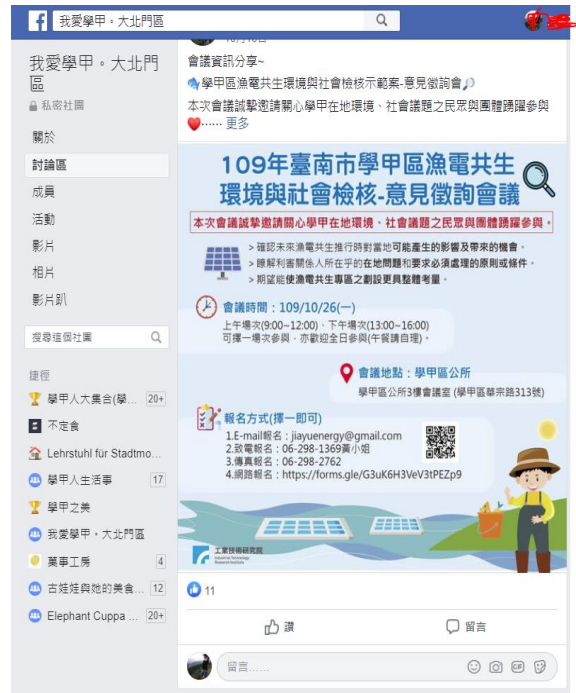 我愛學甲。大北門區
我愛學甲。大北門
區
私密社團
關於
討論區
成員
活動
影片
相片
影片趴
搜尋這個社團
捷徑
學甲人大集合(學... 20+
不定食
Lehrstuhl für Stadtmo...
學甲人生活事 17
學甲之美
我愛學甲。大北門區
菓事工房 4
古娃娃與她的美食... 12
Elephant Cuppa ... 20+
10月16日
會議資訊分享~
學甲區漁電共生環境與社會檢核示範案-意見徵詢會
本次會議誠摯邀請關心學甲在地環境、社會議題之民眾與團體踴躍參與
...... 更多
109年臺南市學甲區漁電共生
環境與社會檢核-意見徵詢會議
本次會議誠摯邀請關心學甲在地環境、社會議題之民眾與團體踴躍參與。
> 確認未來漁電共生推行時對當地可能產生的影響及帶來的機會。
> 瞭解利害關係人所在乎的在地問題和要求必須處理的原則或條件。
> 期望能使漁電共生專區之劃設更具整體考量。
會議時間:109/10/26(一)
上午場次(9:00~12:00)、下午場次(13:00~16:00)
可擇一場次參與,亦歡迎全日參與(午餐請自理)。
會議地點:學甲區公所
學甲區公所3樓會議室 (學甲區華宗路313號)
報名方式(擇一即可)
1.E-mail報名:jiayuenergy@gmail.com
2.致電報名:06-298-1369黃小姐
3.傳真報名:06-298-2762
4.網路報名:https://forms.gle/G3uK6H3VeV3tPEZp9
工業技術研究院
Industrial Technology
Research Institute
11
讚
留言
留言......
GIF